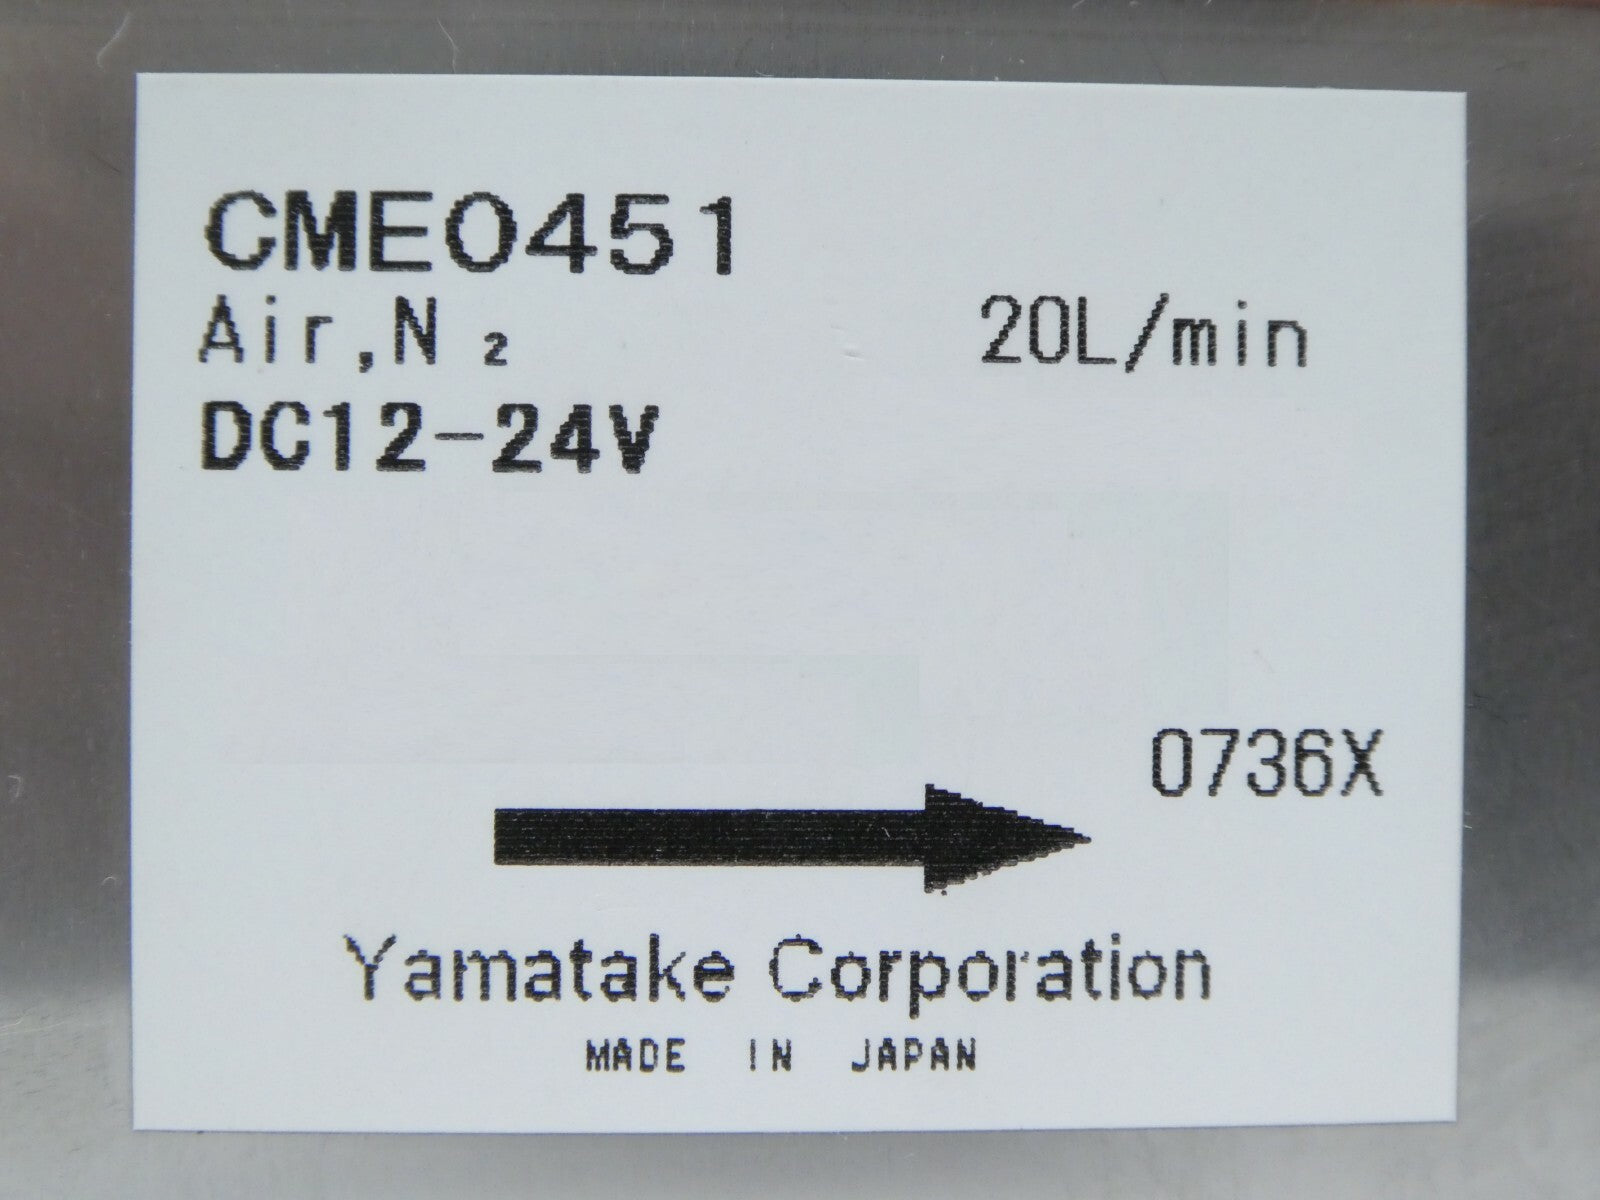 CME0451
Air,N₂ 20L/min
DC12-24V
0736X
Yamatake Corporation
MADE IN JAPAN